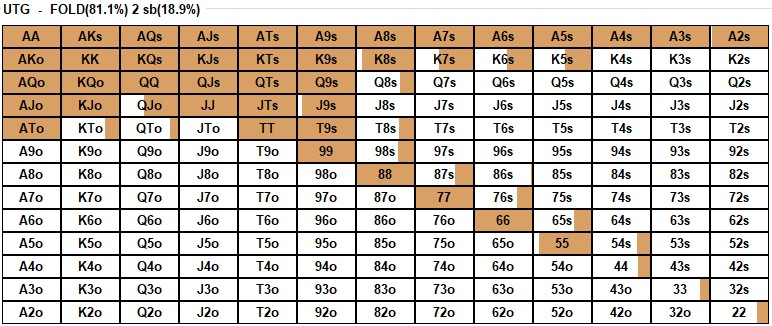 UTG - FOLD(81.1%) 2 sb(18.9%)
AA AKs AQs AJs ATs A9s A8s A7s A6s A5s A4s A3s A2s
AKo KK KQs KJs KTs K9s K8s K7s K6s K5s K4s K3s K2s
AQo KQo QQ QJs QTs Q9s Q8s Q7s Q6s Q5s Q4s Q3s Q2s
AJo KJo QJo JJ JTs J9s J8s J7s J6s J5s J4s J3s J2s
ATo KTo QTo JTo TT T9s T8s T7s T6s T5s T4s T3s T2s
A9o K9o Q9o J9o T9o 99 98s 97s 96s 95s 94s 93s 92s
A8o K8o Q8o J8o T8o 98o 88 87s 86s 85s 84s 83s 82s
A7o K7o Q7o J7o T7o 97o 87o 77 76s 75s 74s 73s 72s
A6o K6o Q6o J6o T6o 96o 86o 76o 66 65s 64s 63s 62s
A5o K5o Q5o J5o T5o 95o 85o 75o 65o 55 54s 53s 52s
A4o K4o Q4o J4o T4o 94o 84o 74o 64o 54o 44 43s 42s
A3o K3o Q3o J3o T3o 93o 83o 73o 63o 53o 43o 33 32s
A2o K2o Q2o J2o T2o 92o 82o 72o 62o 52o 42o 32o 22